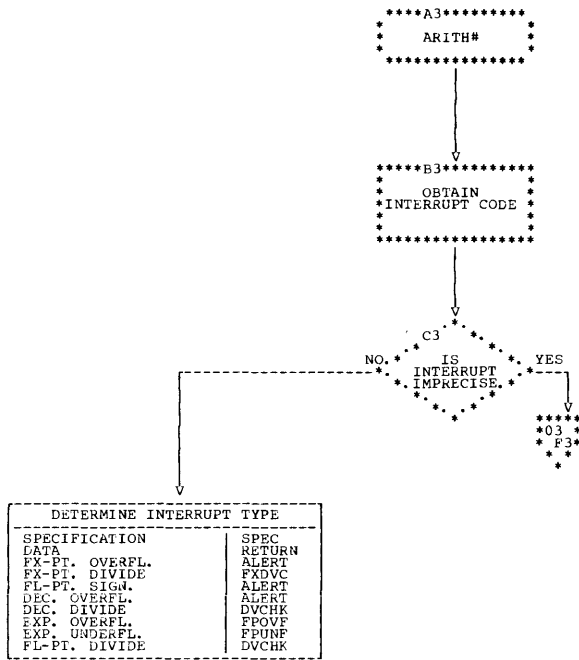 A3
ARITH#
B3
OBTAIN
INTERRUPT CODE
C3
NO
IS
INTERRUPT
IMPRECISE
YES
03
F3
DETERMINE INTERRUPT TYPE
SPECIFICATION SPEC
DATA RETURN
FX-PT. OVERFL. ALERT
FX-PT. DIVIDE FXDVC
FL-PT. SIGN. ALERT
DEC. OVERFL. ALERT
DEC. DIVIDE DVCHK
EXP. OVERFL. FPOVF
EXP. UNDERFL. FPUNF
FL-PT. DIVIDE DVCHK